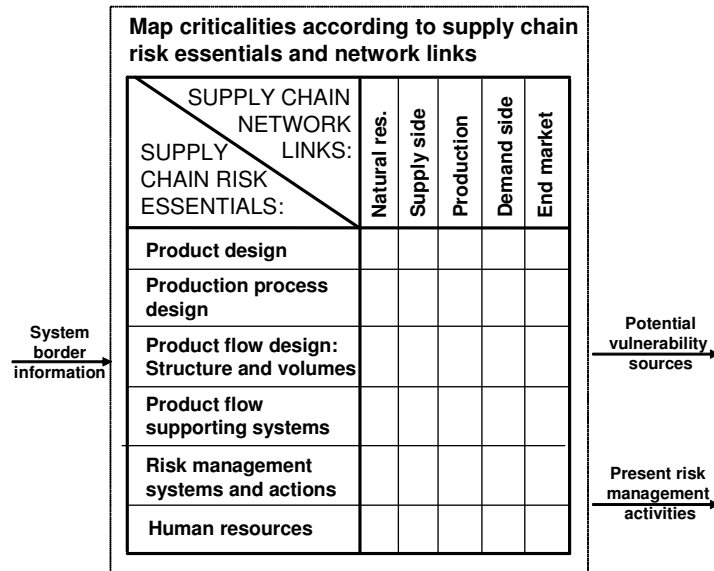 Map criticalities according to supply chain
risk essentials and network links
SUPPLY CHAIN
NETWORK
LINKS:
SUPPLY
CHAIN RISK
ESSENTIALS:
Natural res.
Supply side
Production
Demand side
End market
Product design
Production process
design
Product flow design:
Structure and volumes
Product flow
supporting systems
Risk management
systems and actions
Human resources
System
border
information
Potential
vulnerability
sources
Present risk
management
activities